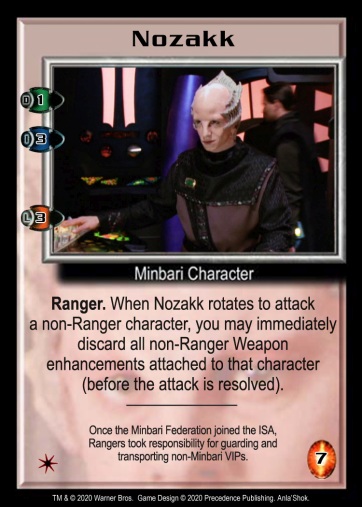 Nozakk
D 1
I 3
L 3
Minbari Character
Ranger. When Nozakk rotates to attack
a non-Ranger character, you may immediately
discard all non-Ranger Weapon
enhancements attached to that character
(before the attack is resolved).
Once the Minbari Federation joined the ISA,
Rangers took responsibility for guarding and
transporting non-Minbari VIPs.
7
TM & © 2020 Warner Bros. Game Design © 2020 Precedence Publishing. Anla'Shok.